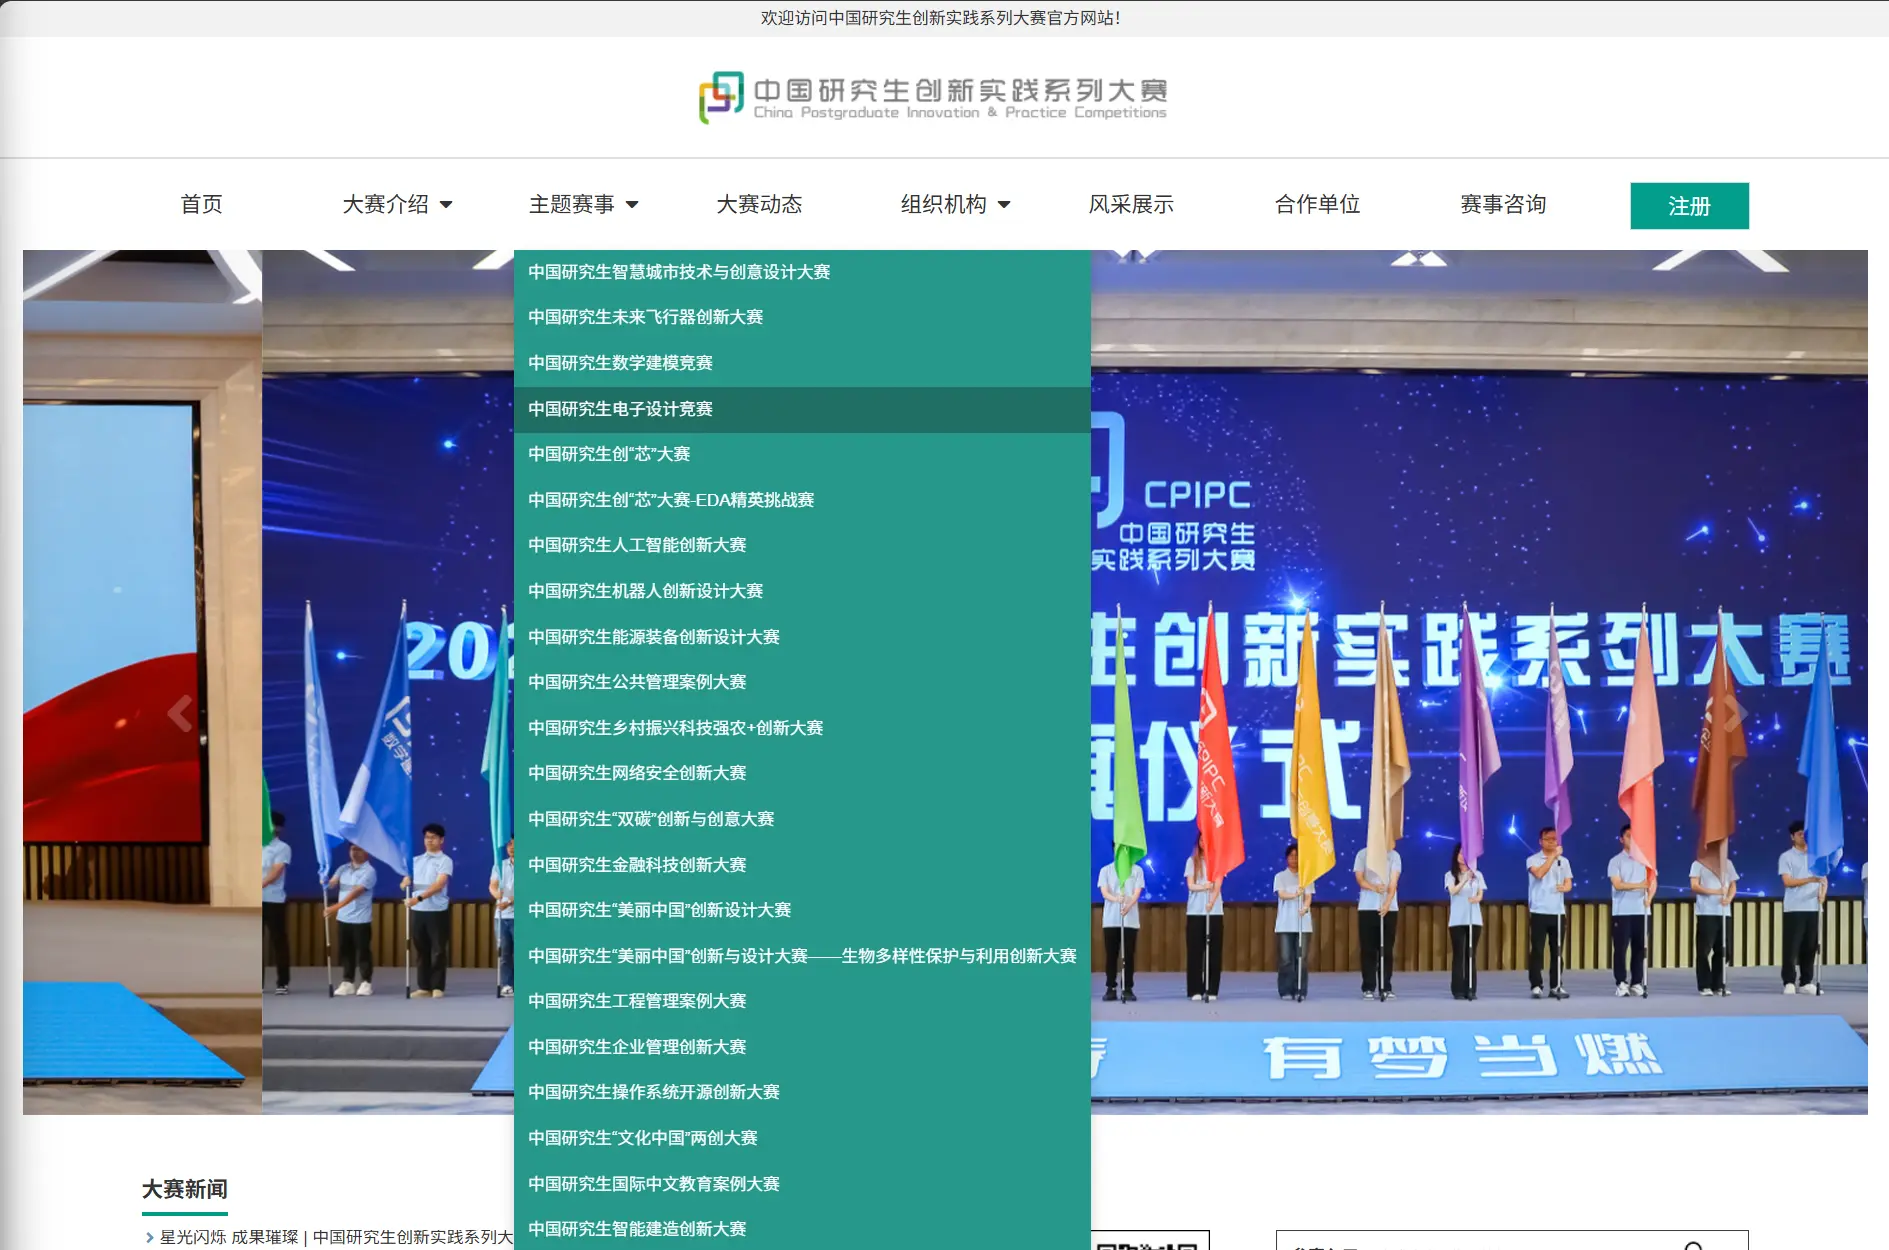 欢迎访问中国研究生创新实践系列大赛官方网站！
中国研究生创新实践系列大赛
China Postgraduate Innovation & Practice Competitions
首页
大赛介绍
主题赛事
大赛动态
组织机构
风采展示
合作单位
赛事咨询
注册
中国研究生智慧城市技术与创意设计大赛
中国研究生未来飞行器创新大赛
中国研究生数学建模竞赛
中国研究生电子设计竞赛
中国研究生创“芯”大赛
中国研究生创“芯”大赛-EDA精英挑战赛
中国研究生人工智能创新大赛
中国研究生机器人创新设计大赛
中国研究生能源装备创新设计大赛
中国研究生公共管理案例大赛
中国研究生乡村振兴科技强农+创新大赛
中国研究生网络安全创新大赛
中国研究生“双碳”创新与创意大赛
中国研究生金融科技创新大赛
中国研究生“美丽中国”创新设计大赛
中国研究生“美丽中国”创新与设计大赛——生物多样性保护与利用创新大赛
中国研究生工程管理案例大赛
中国研究生企业管理创新大赛
中国研究生操作系统开源创新大赛
中国研究生“文化中国”两创大赛
中国研究生国际中文教育案例大赛
中国研究生智能建造创新大赛
CPIPC
中国研究生
实践系列大赛
20
生创新实践系列大赛
仪式
有梦当燃
大赛新闻
星光闪烁 成果璀璨 | 中国研究生创新实践系列大